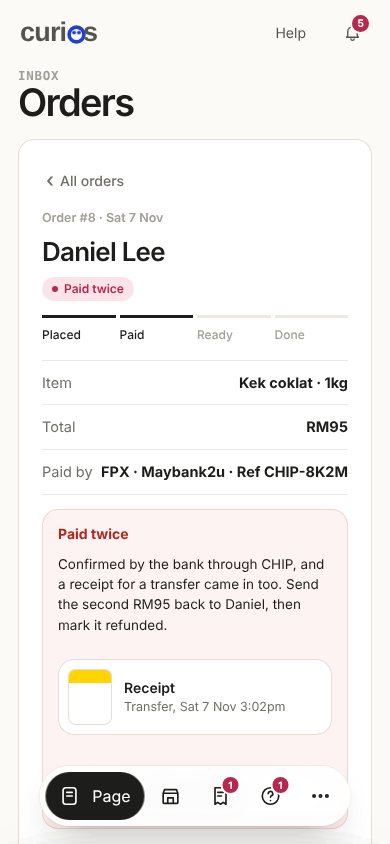 curios
Help
5
INBOX
Orders
All orders
Order #8 · Sat 7 Nov
Daniel Lee
Paid twice
Placed
Paid
Ready
Done
Item
Kek coklat · 1kg
Total
RM95
Paid by
FPX · Maybank2u · Ref CHIP-8K2M
Paid twice
Confirmed by the bank through CHIP, and
a receipt for a transfer came in too. Send
the second RM95 back to Daniel, then
mark it refunded.
Receipt
Transfer, Sat 7 Nov 3:02pm
Page
1
1